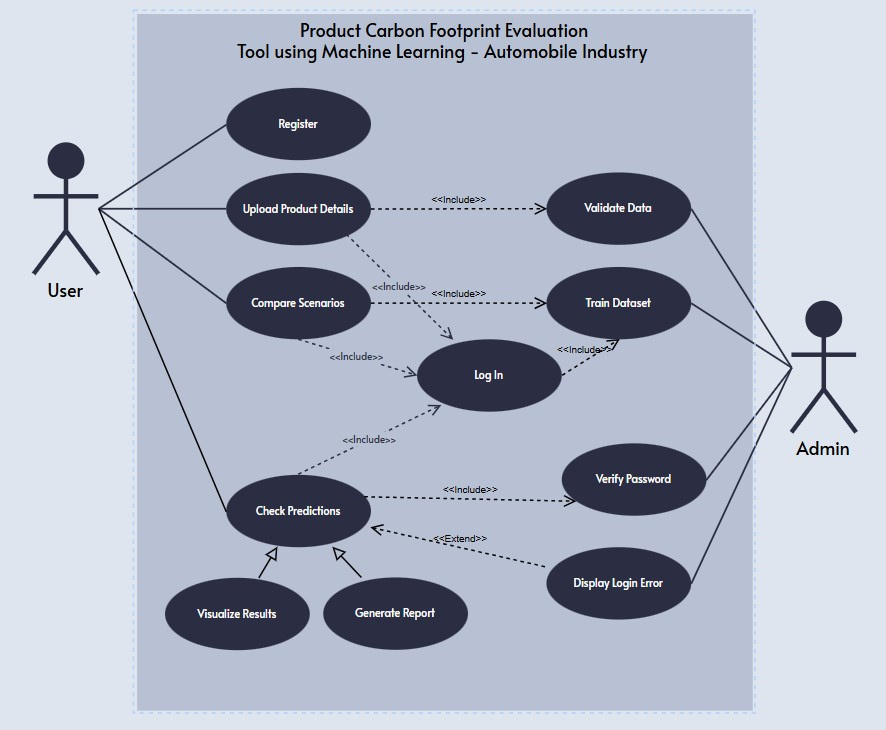 Product Carbon Footprint Evaluation
Tool using Machine Learning - Automobile Industry
Register
Upload Product Details
<<Include>>
Validate Data
User
<<Include>>
<<Include>>
Compare Scenarios
Train Dataset
<<Include>>
<<Include>>
Log In
Admin
<<Include>>
Verify Password
<<Include>>
Check Predictions
<<Extend>>
Display Login Error
Visualize Results
Generate Report